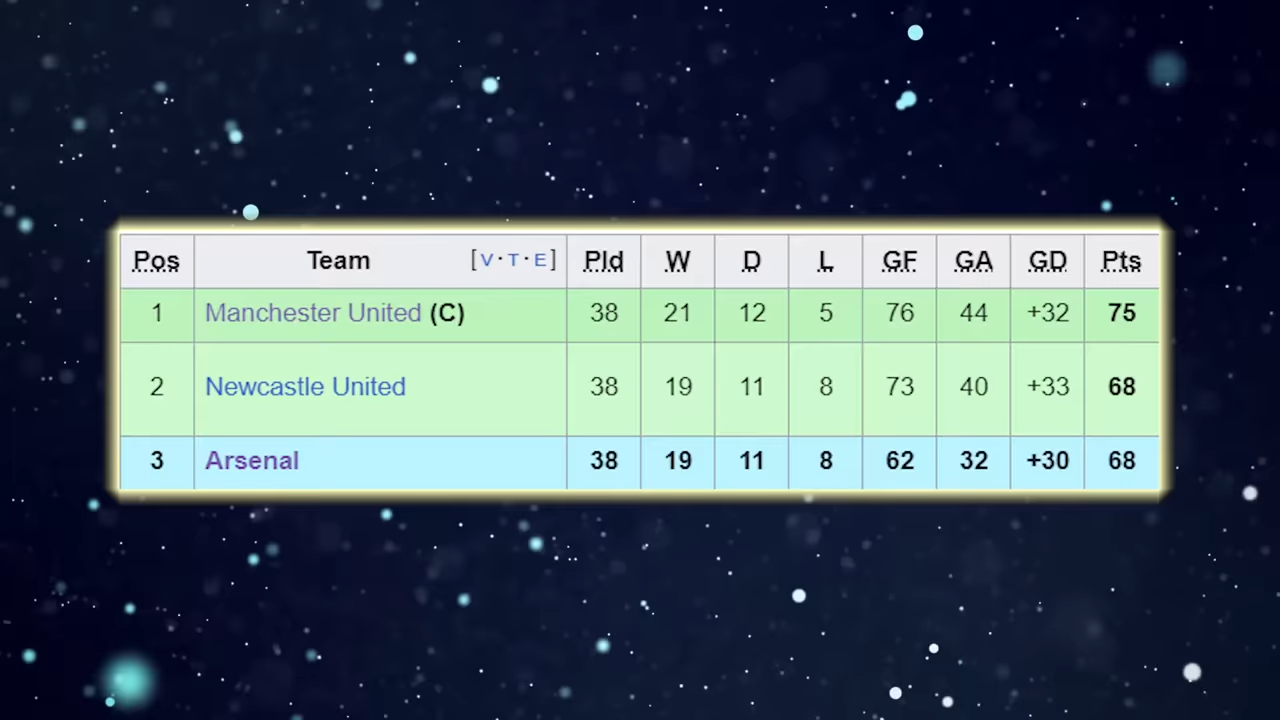 Pos Team [V·T·E] Pld W D L GF GA GD Pts
1 Manchester United (C) 38 21 12 5 76 44 +32 75
2 Newcastle United 38 19 11 8 73 40 +33 68
3 Arsenal 38 19 11 8 62 32 +30 68